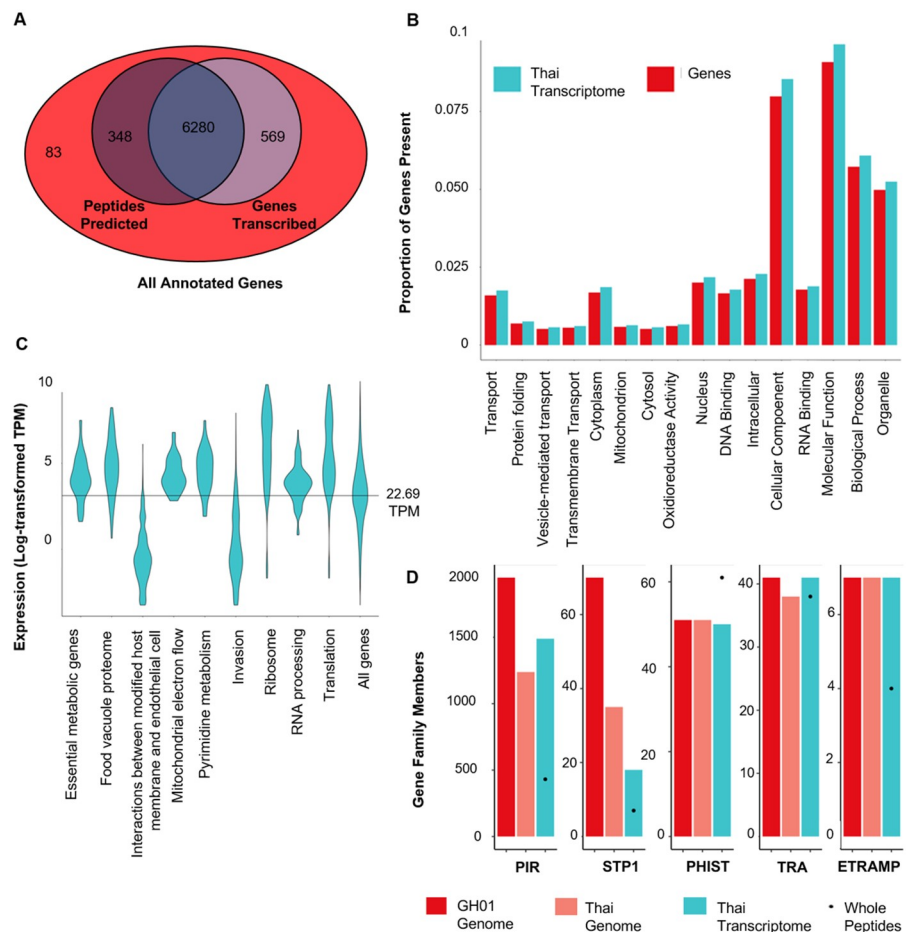 A
83
348
6280
569
Peptides
Predicted
Genes
Transcribed
All Annotated Genes
B
Proportion of Genes Present
0.1
0.075
0.050
0.025
0
Thai
Transcriptome
Genes
Transport
Protein folding
Vesicle-mediated transport
Transmembrane Transport
Cytoplasm
Mitochondrion
Cytosol
Oxidioreductase Activity
Nucleus
DNA Binding
Intracellular
Cellular Compoenent
RNA Binding
Molecular Function
Biological Process
Organelle
C
Expression (Log-transformed TPM)
10
5
0
22.69
TPM
Essential metabolic genes
Food vacuole proteome
Interactions between modified host
membrane and endothelial cell
Mitochondrial electron flow
Pyrimidine metabolism
Invasion
Ribosome
RNA processing
Translation
All genes
D
Gene Family Members
2000
1500
1000
500
0
PIR
60
40
20
0
STP1
60
40
20
0
PHIST
40
30
20
10
0
TRA
6
4
2
0
ETRAMP
GH01
Genome
Thai
Genome
Thai
Transcriptome
Whole
Peptides